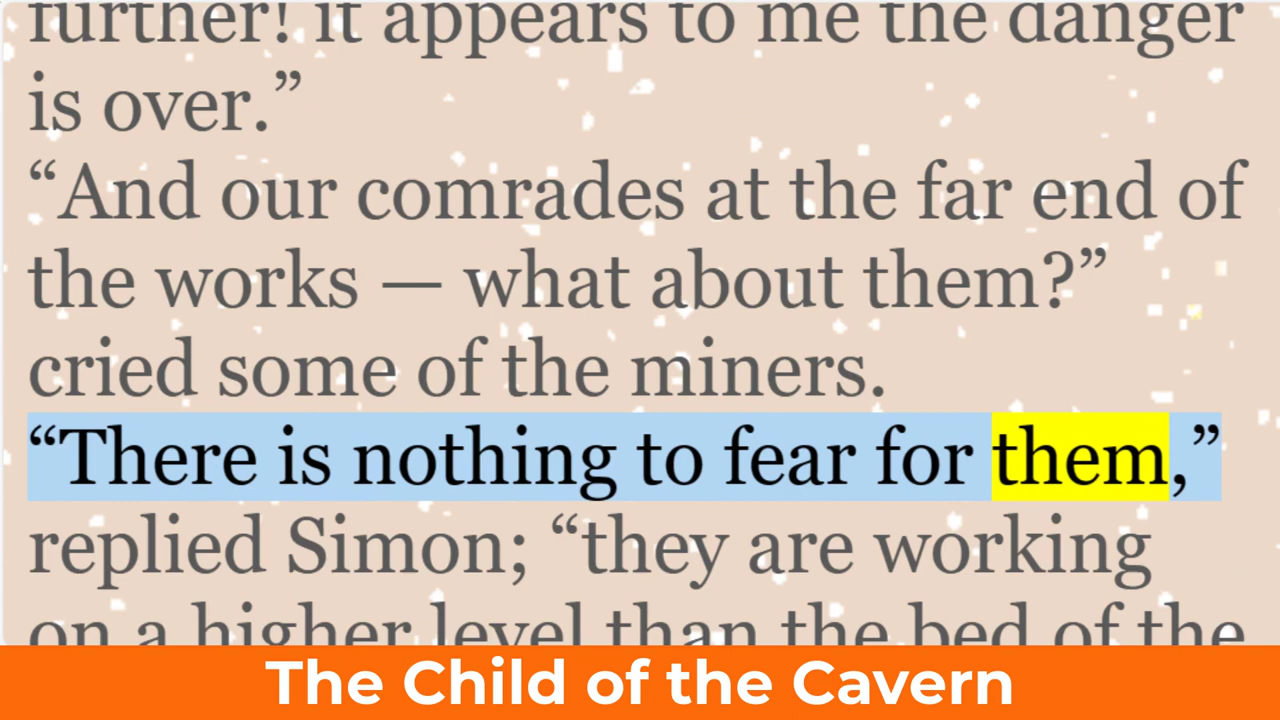 further! it appears to me the danger
is over.”
“And our comrades at the far end of
the works — what about them?”
cried some of the miners.
“There is nothing to fear for them,”
replied Simon; “they are working
on a higher level than the bed of the
The Child of the Cavern